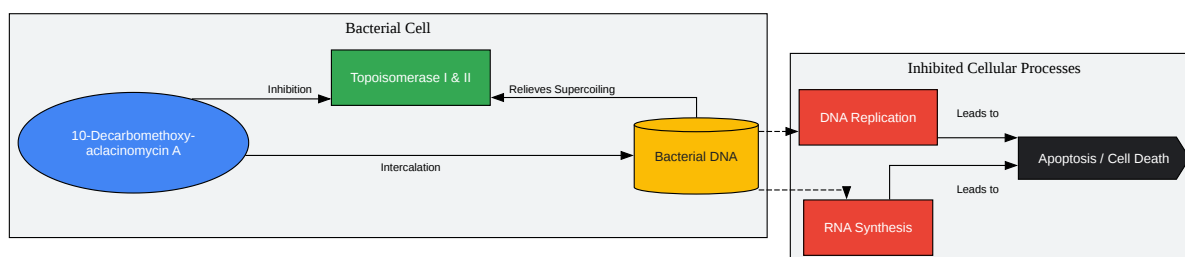 Bacterial Cell
Topoisomerase I & II
Inhibition
Relieves Supercoiling
10-Decarbomethoxy-
aclacinomycin A
Intercalation
Bacterial DNA
Inhibited Cellular Processes
DNA Replication
Leads to
Apoptosis / Cell Death
Leads to
RNA Synthesis